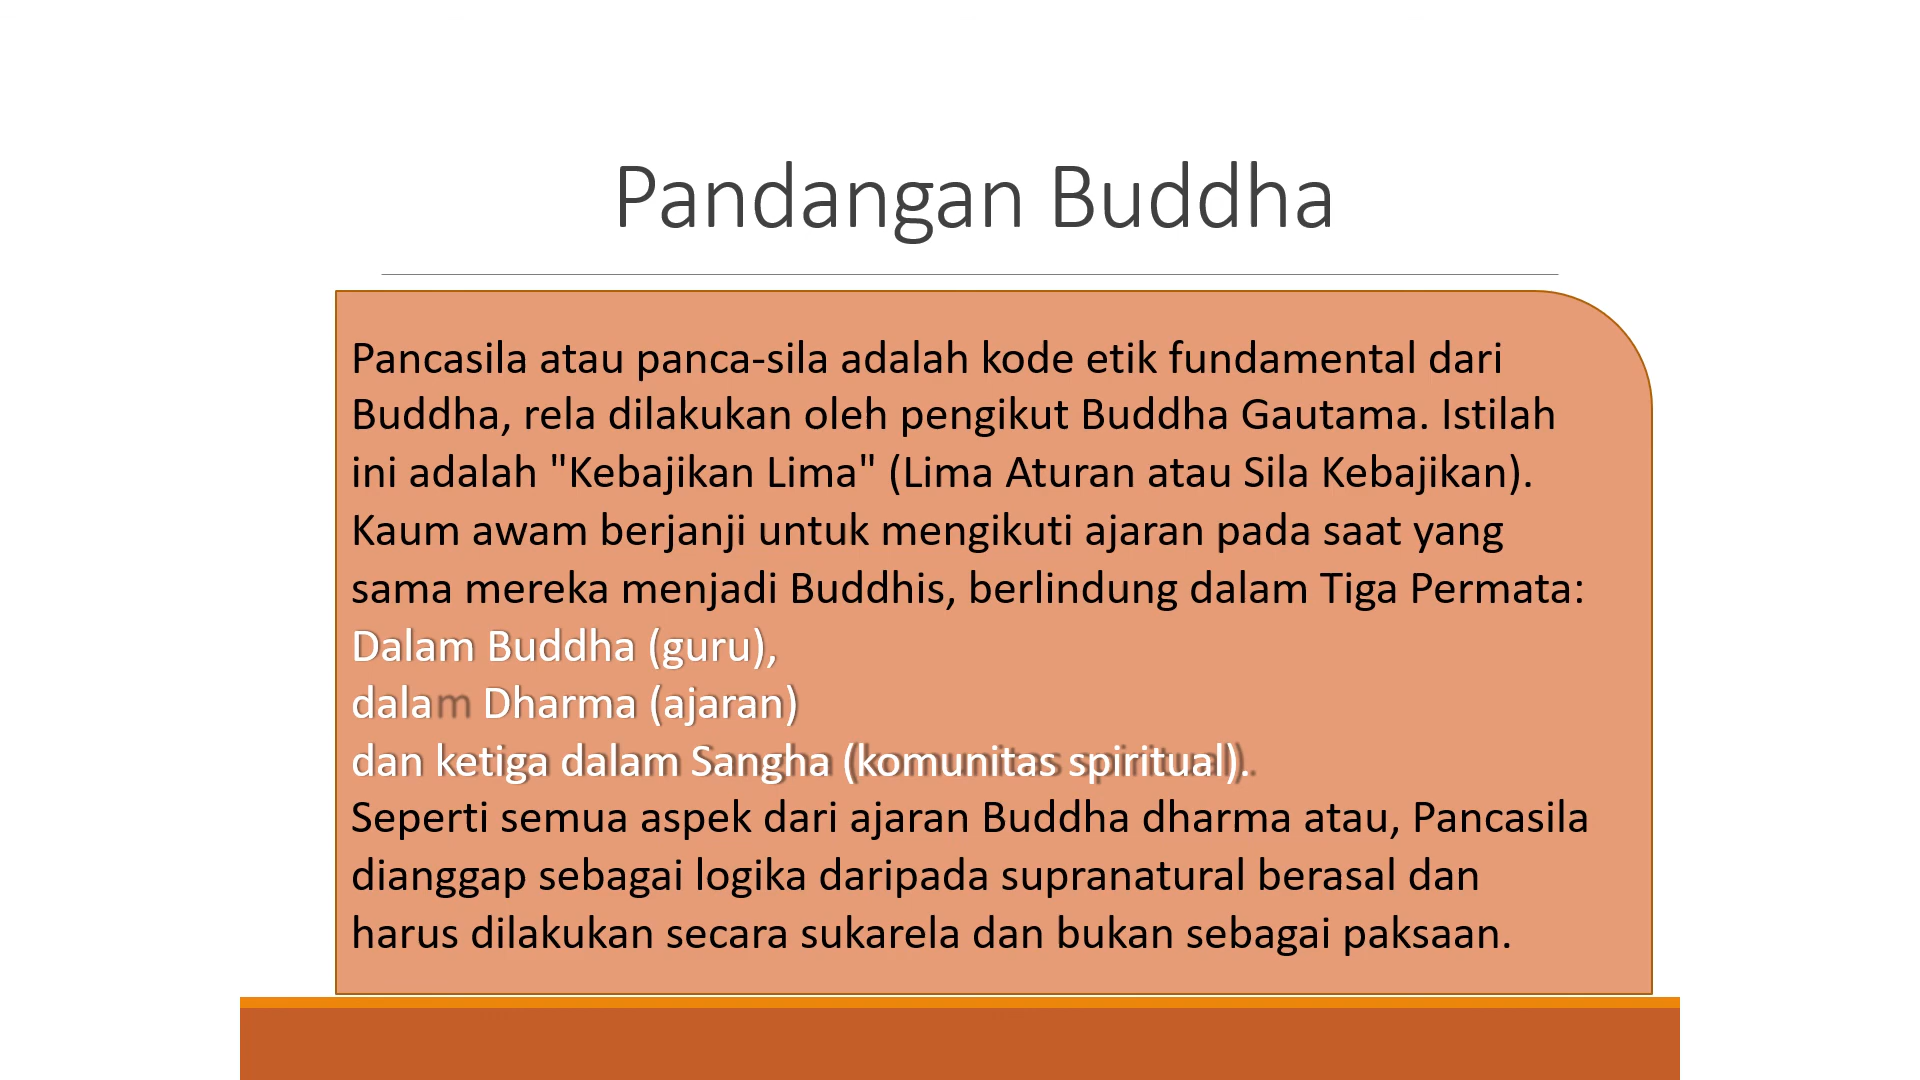 Pandangan Buddha
Pancasila atau panca-sila adalah kode etik fundamental dari
Buddha, rela dilakukan oleh pengikut Buddha Gautama. Istilah
ini adalah "Kebajikan Lima" (Lima Aturan atau Sila Kebajikan).
Kaum awam berjanji untuk mengikuti ajaran pada saat yang
sama mereka menjadi Buddhis, berlindung dalam Tiga Permata:
Dalam Buddha (guru),
dalam Dharma (ajaran)
dan ketiga dalam Sangha (komunitas spiritual).
Seperti semua aspek dari ajaran Buddha dharma atau, Pancasila
dianggap sebagai logika daripada supranatural berasal dan
harus dilakukan secara sukarela dan bukan sebagai paksaan.